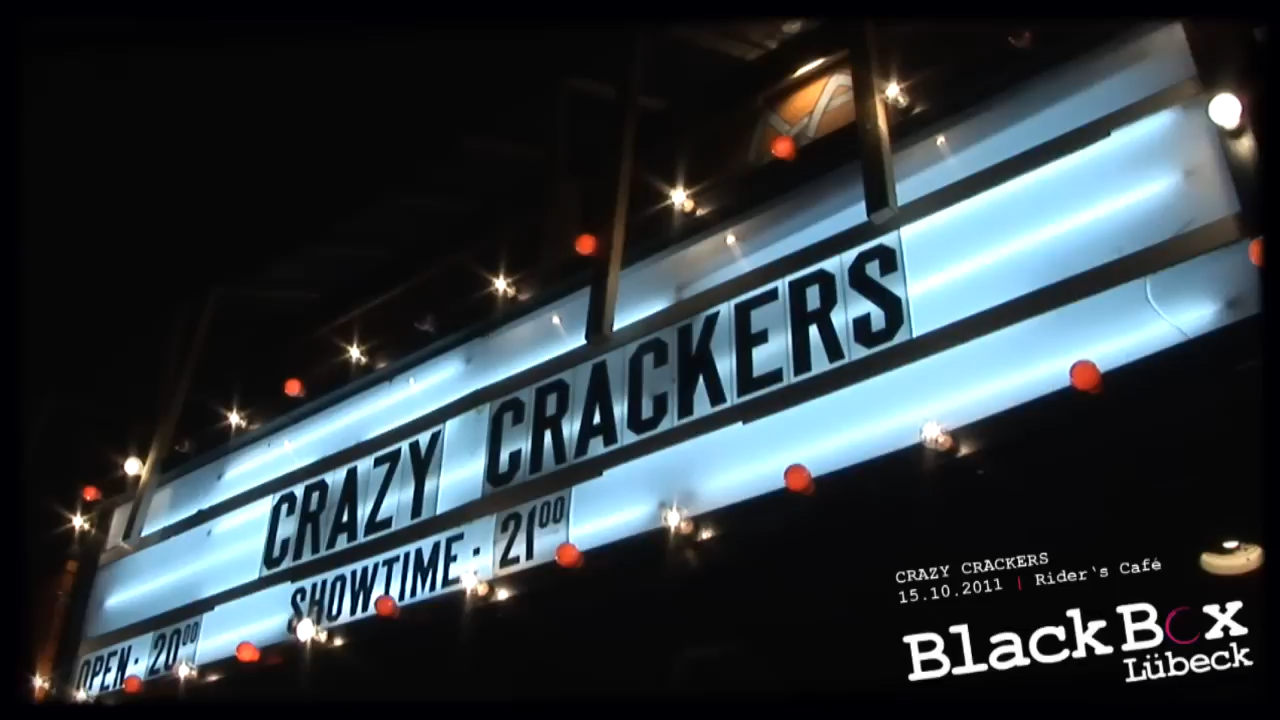 CRAZY CRACKERS
SHOWTIME: 21⁰⁰
OPEN: 20⁰⁰
CRAZY CRACKERS
15.10.2011 | Rider's Café
BlackBox
Lübeck